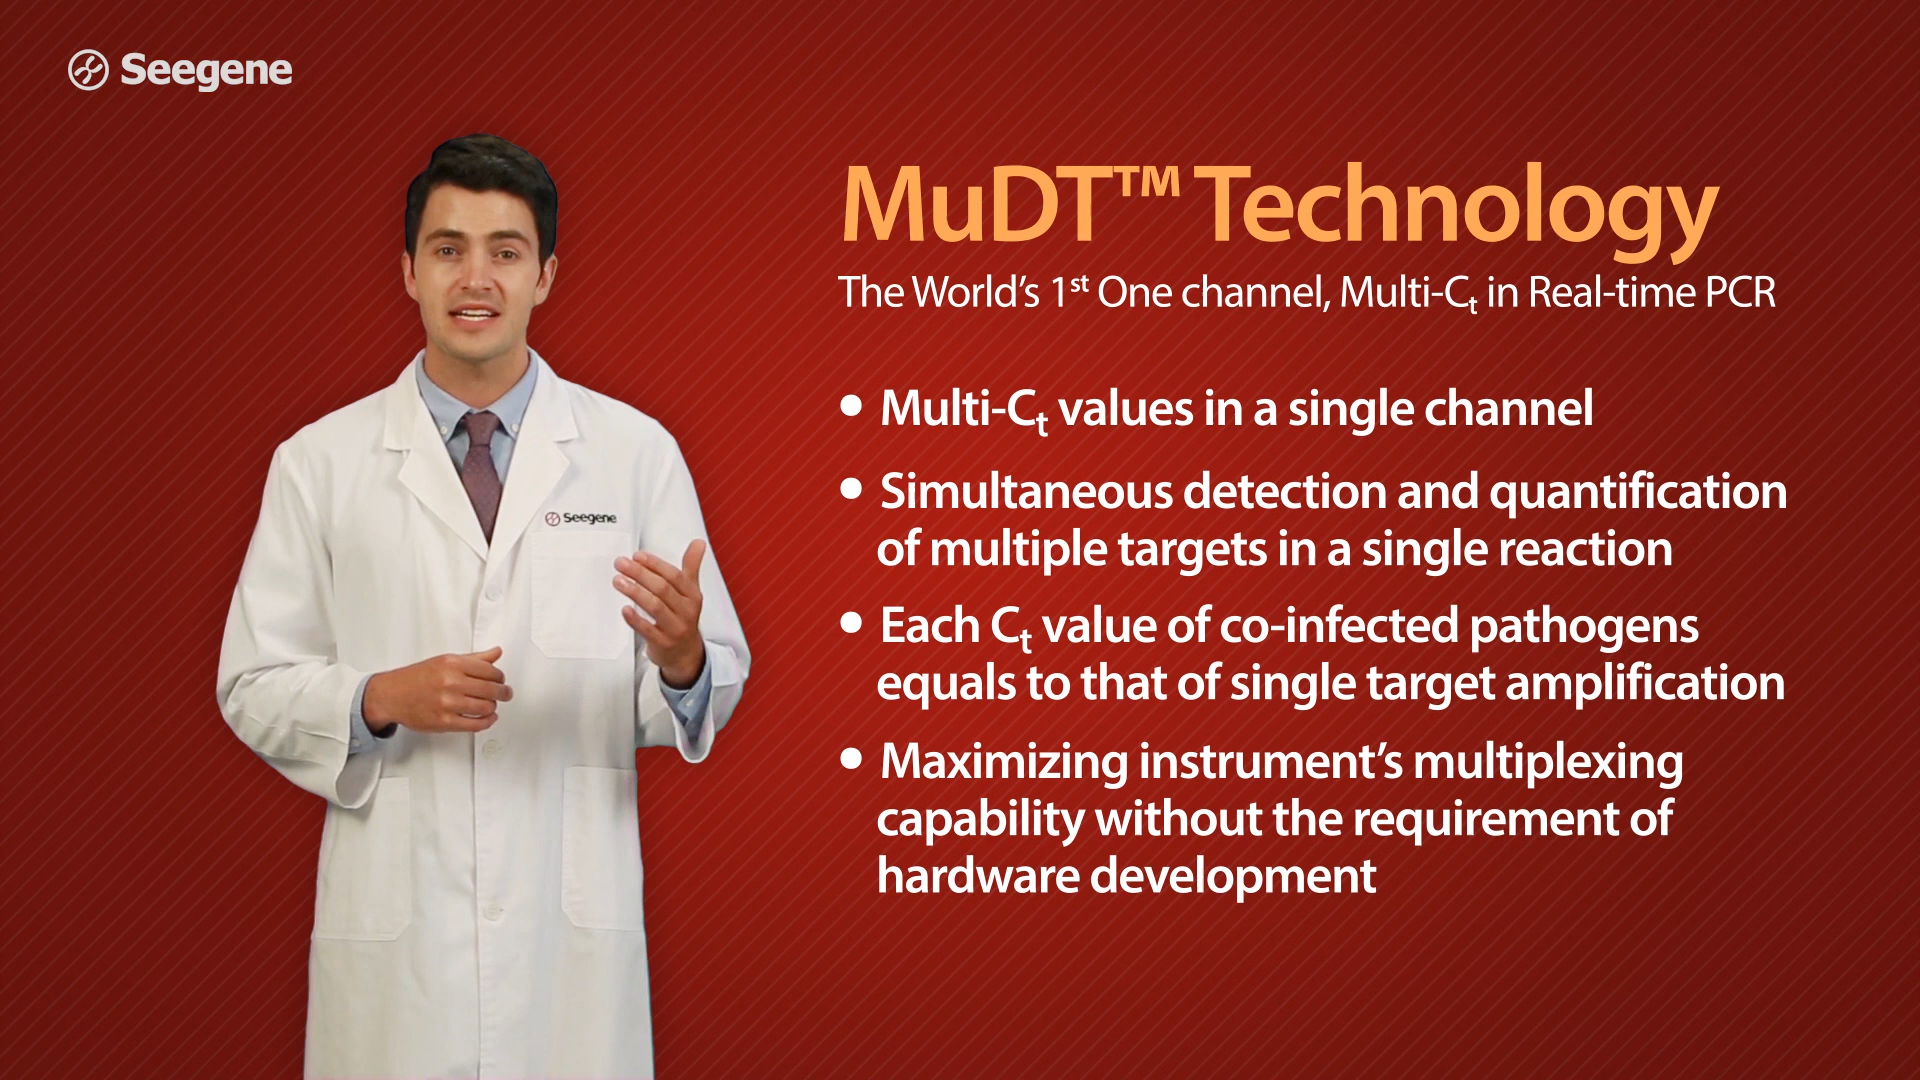 Seegene
MuDT™ Technology
The World's 1st One channel, Multi-Ct in Real-time PCR
• Multi-Ct values in a single channel
• Simultaneous detection and quantification
of multiple targets in a single reaction
• Each Ct value of co-infected pathogens
equals to that of single target amplification
• Maximizing instrument's multiplexing
capability without the requirement of
hardware development
Seegene